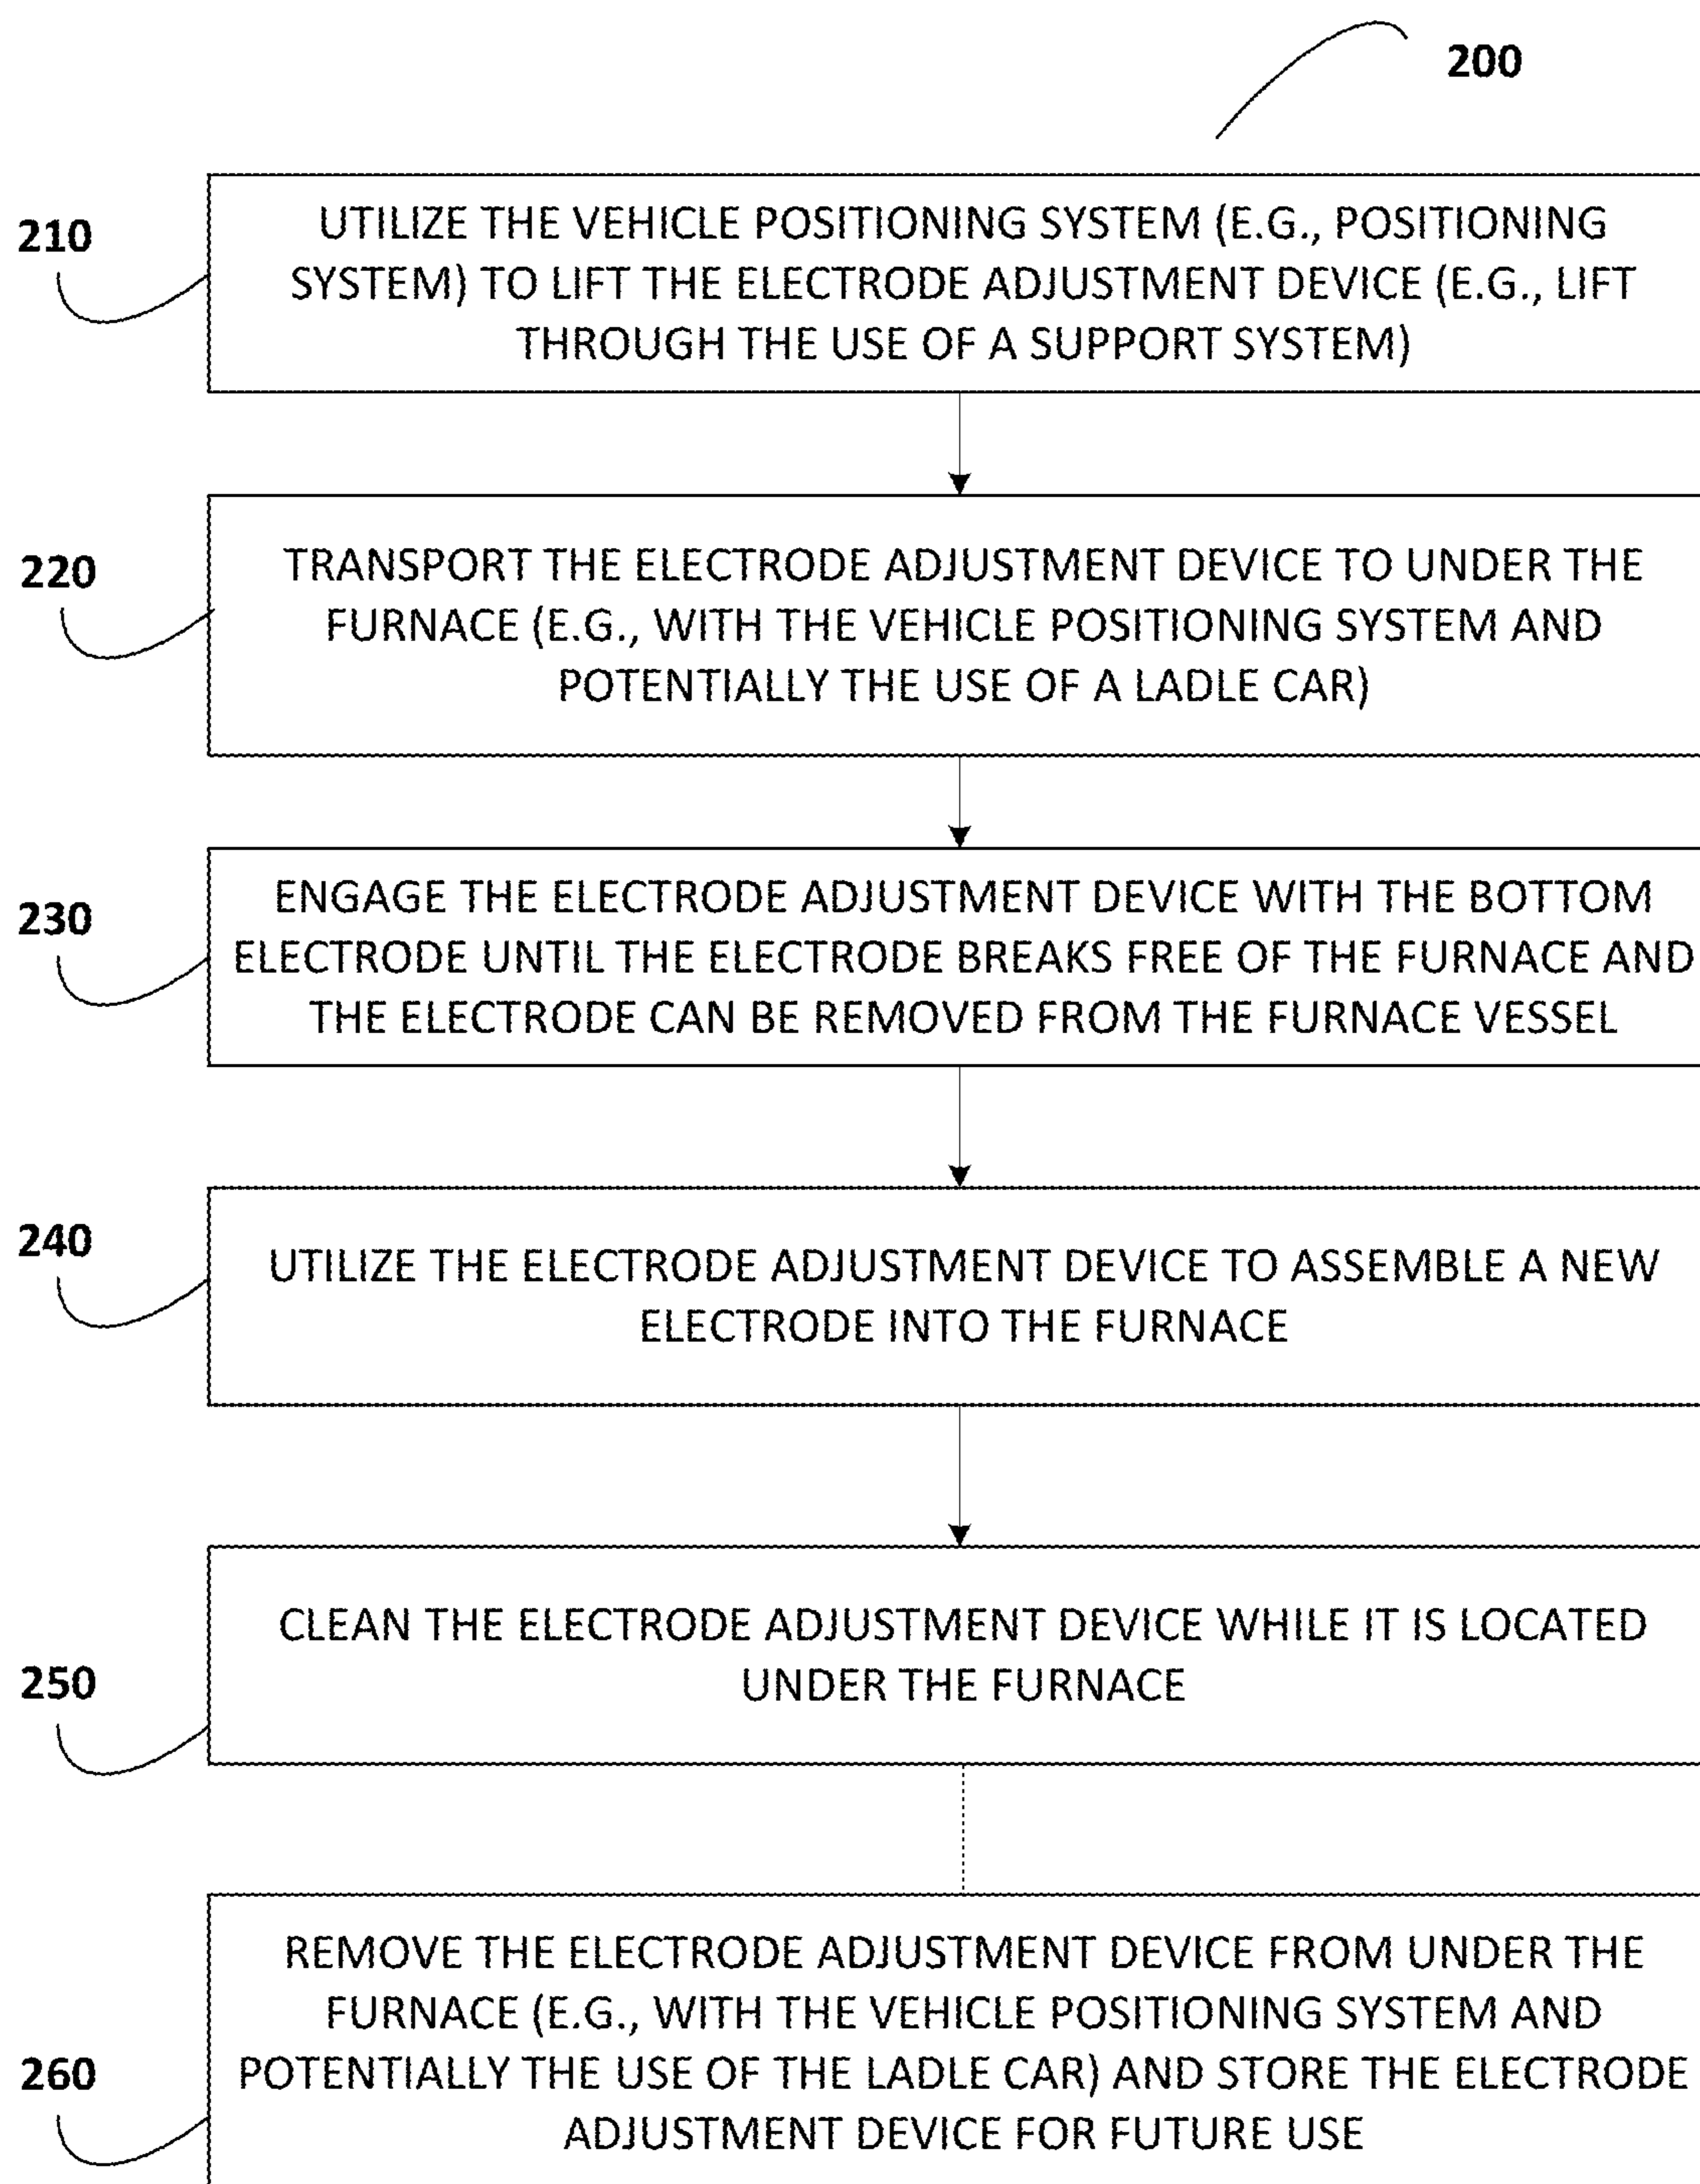 200
210
UTILIZE THE VEHICLE POSITIONING SYSTEM (E.G., POSITIONING
SYSTEM) TO LIFT THE ELECTRODE ADJUSTMENT DEVICE (E.G., LIFT
THROUGH THE USE OF A SUPPORT SYSTEM)
220
TRANSPORT THE ELECTRODE ADJUSTMENT DEVICE TO UNDER THE
FURNACE (E.G., WITH THE VEHICLE POSITIONING SYSTEM AND
POTENTIALLY THE USE OF A LADLE CAR)
230
ENGAGE THE ELECTRODE ADJUSTMENT DEVICE WITH THE BOTTOM
ELECTRODE UNTIL THE ELECTRODE BREAKS FREE OF THE FURNACE AND
THE ELECTRODE CAN BE REMOVED FROM THE FURNACE VESSEL
240
UTILIZE THE ELECTRODE ADJUSTMENT DEVICE TO ASSEMBLE A NEW
ELECTRODE INTO THE FURNACE
250
CLEAN THE ELECTRODE ADJUSTMENT DEVICE WHILE IT IS LOCATED
UNDER THE FURNACE
260
REMOVE THE ELECTRODE ADJUSTMENT DEVICE FROM UNDER THE
FURNACE (E.G., WITH THE VEHICLE POSITIONING SYSTEM AND
POTENTIALLY THE USE OF THE LADLE CAR) AND STORE THE ELECTRODE
ADJUSTMENT DEVICE FOR FUTURE USE